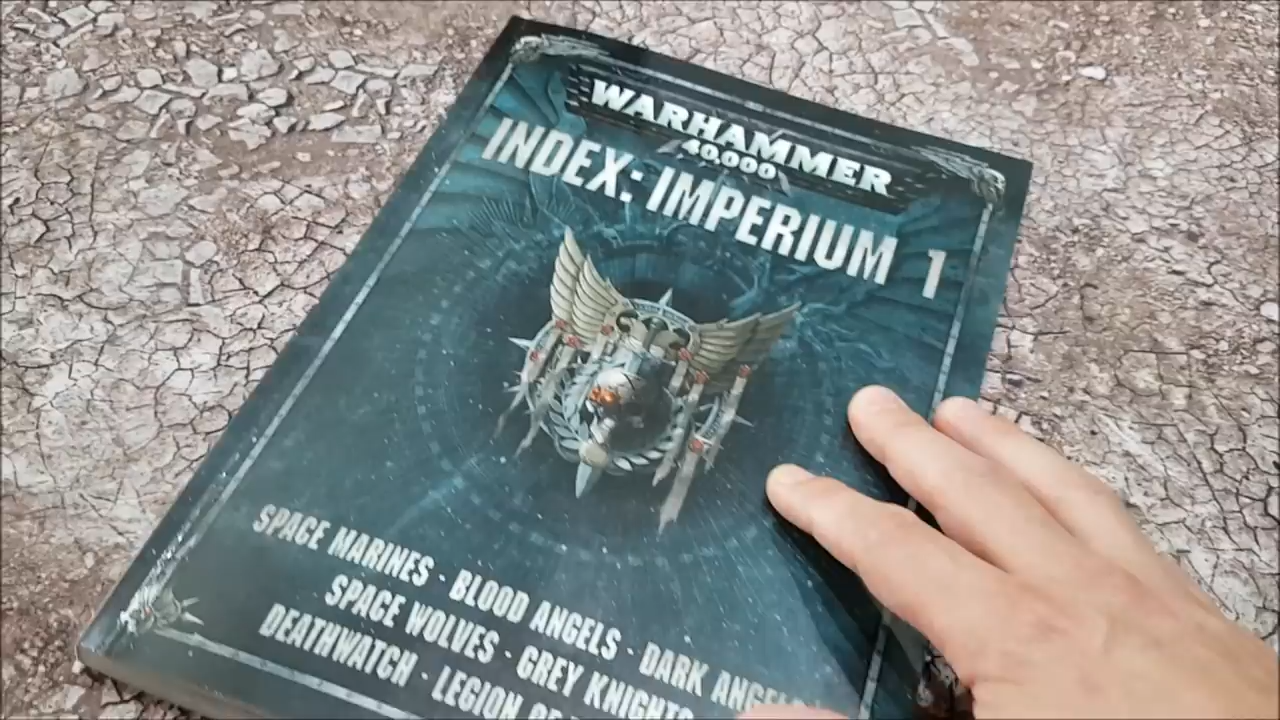 WARHAMMER
40,000
INDEX: IMPERIUM 1
SPACE MARINES · BLOOD ANGELS · DARK ANGELS
SPACE WOLVES · GREY KNIGHTS
DEATHWATCH · LEGION OF